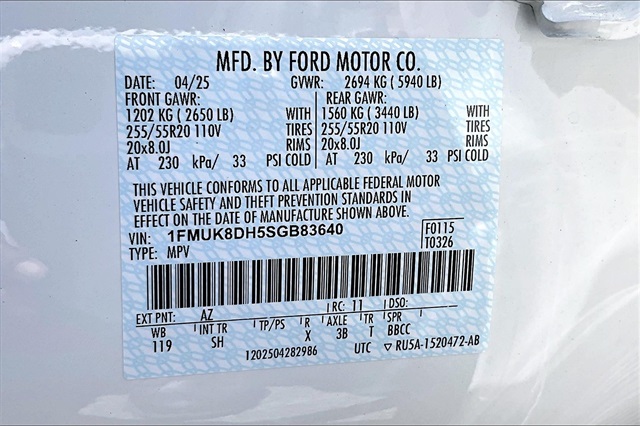 MFD. BY FORD MOTOR CO.
DATE: 04/25 GVWR: 2694 KG ( 5940 LB)
FRONT GAWR: REAR GAWR:
1202 KG ( 2650 LB) WITH 1560 KG ( 3440 LB) WITH
255/55R20 110V TIRES 255/55R20 110V TIRES
20x8.0J RIMS 20x8.0J RIMS
AT 230 kPa/ 33 PSI COLD AT 230 kPa/ 33 PSI COLD
THIS VEHICLE CONFORMS TO ALL APPLICABLE FEDERAL MOTOR
VEHICLE SAFETY AND THEFT PREVENTION STANDARDS IN
EFFECT ON THE DATE OF MANUFACTURE SHOWN ABOVE.
VIN: 1FMUK8DH5SGB83640 F0115
TYPE: MPV T0326
EXT PNT: AZ RC: 11 DSO:
WB INT TR TP/PS R AXLE TR SPR
119 SH X 3B T BBCC
1202504282986 UTC ▽ RU5A-1520472-AB